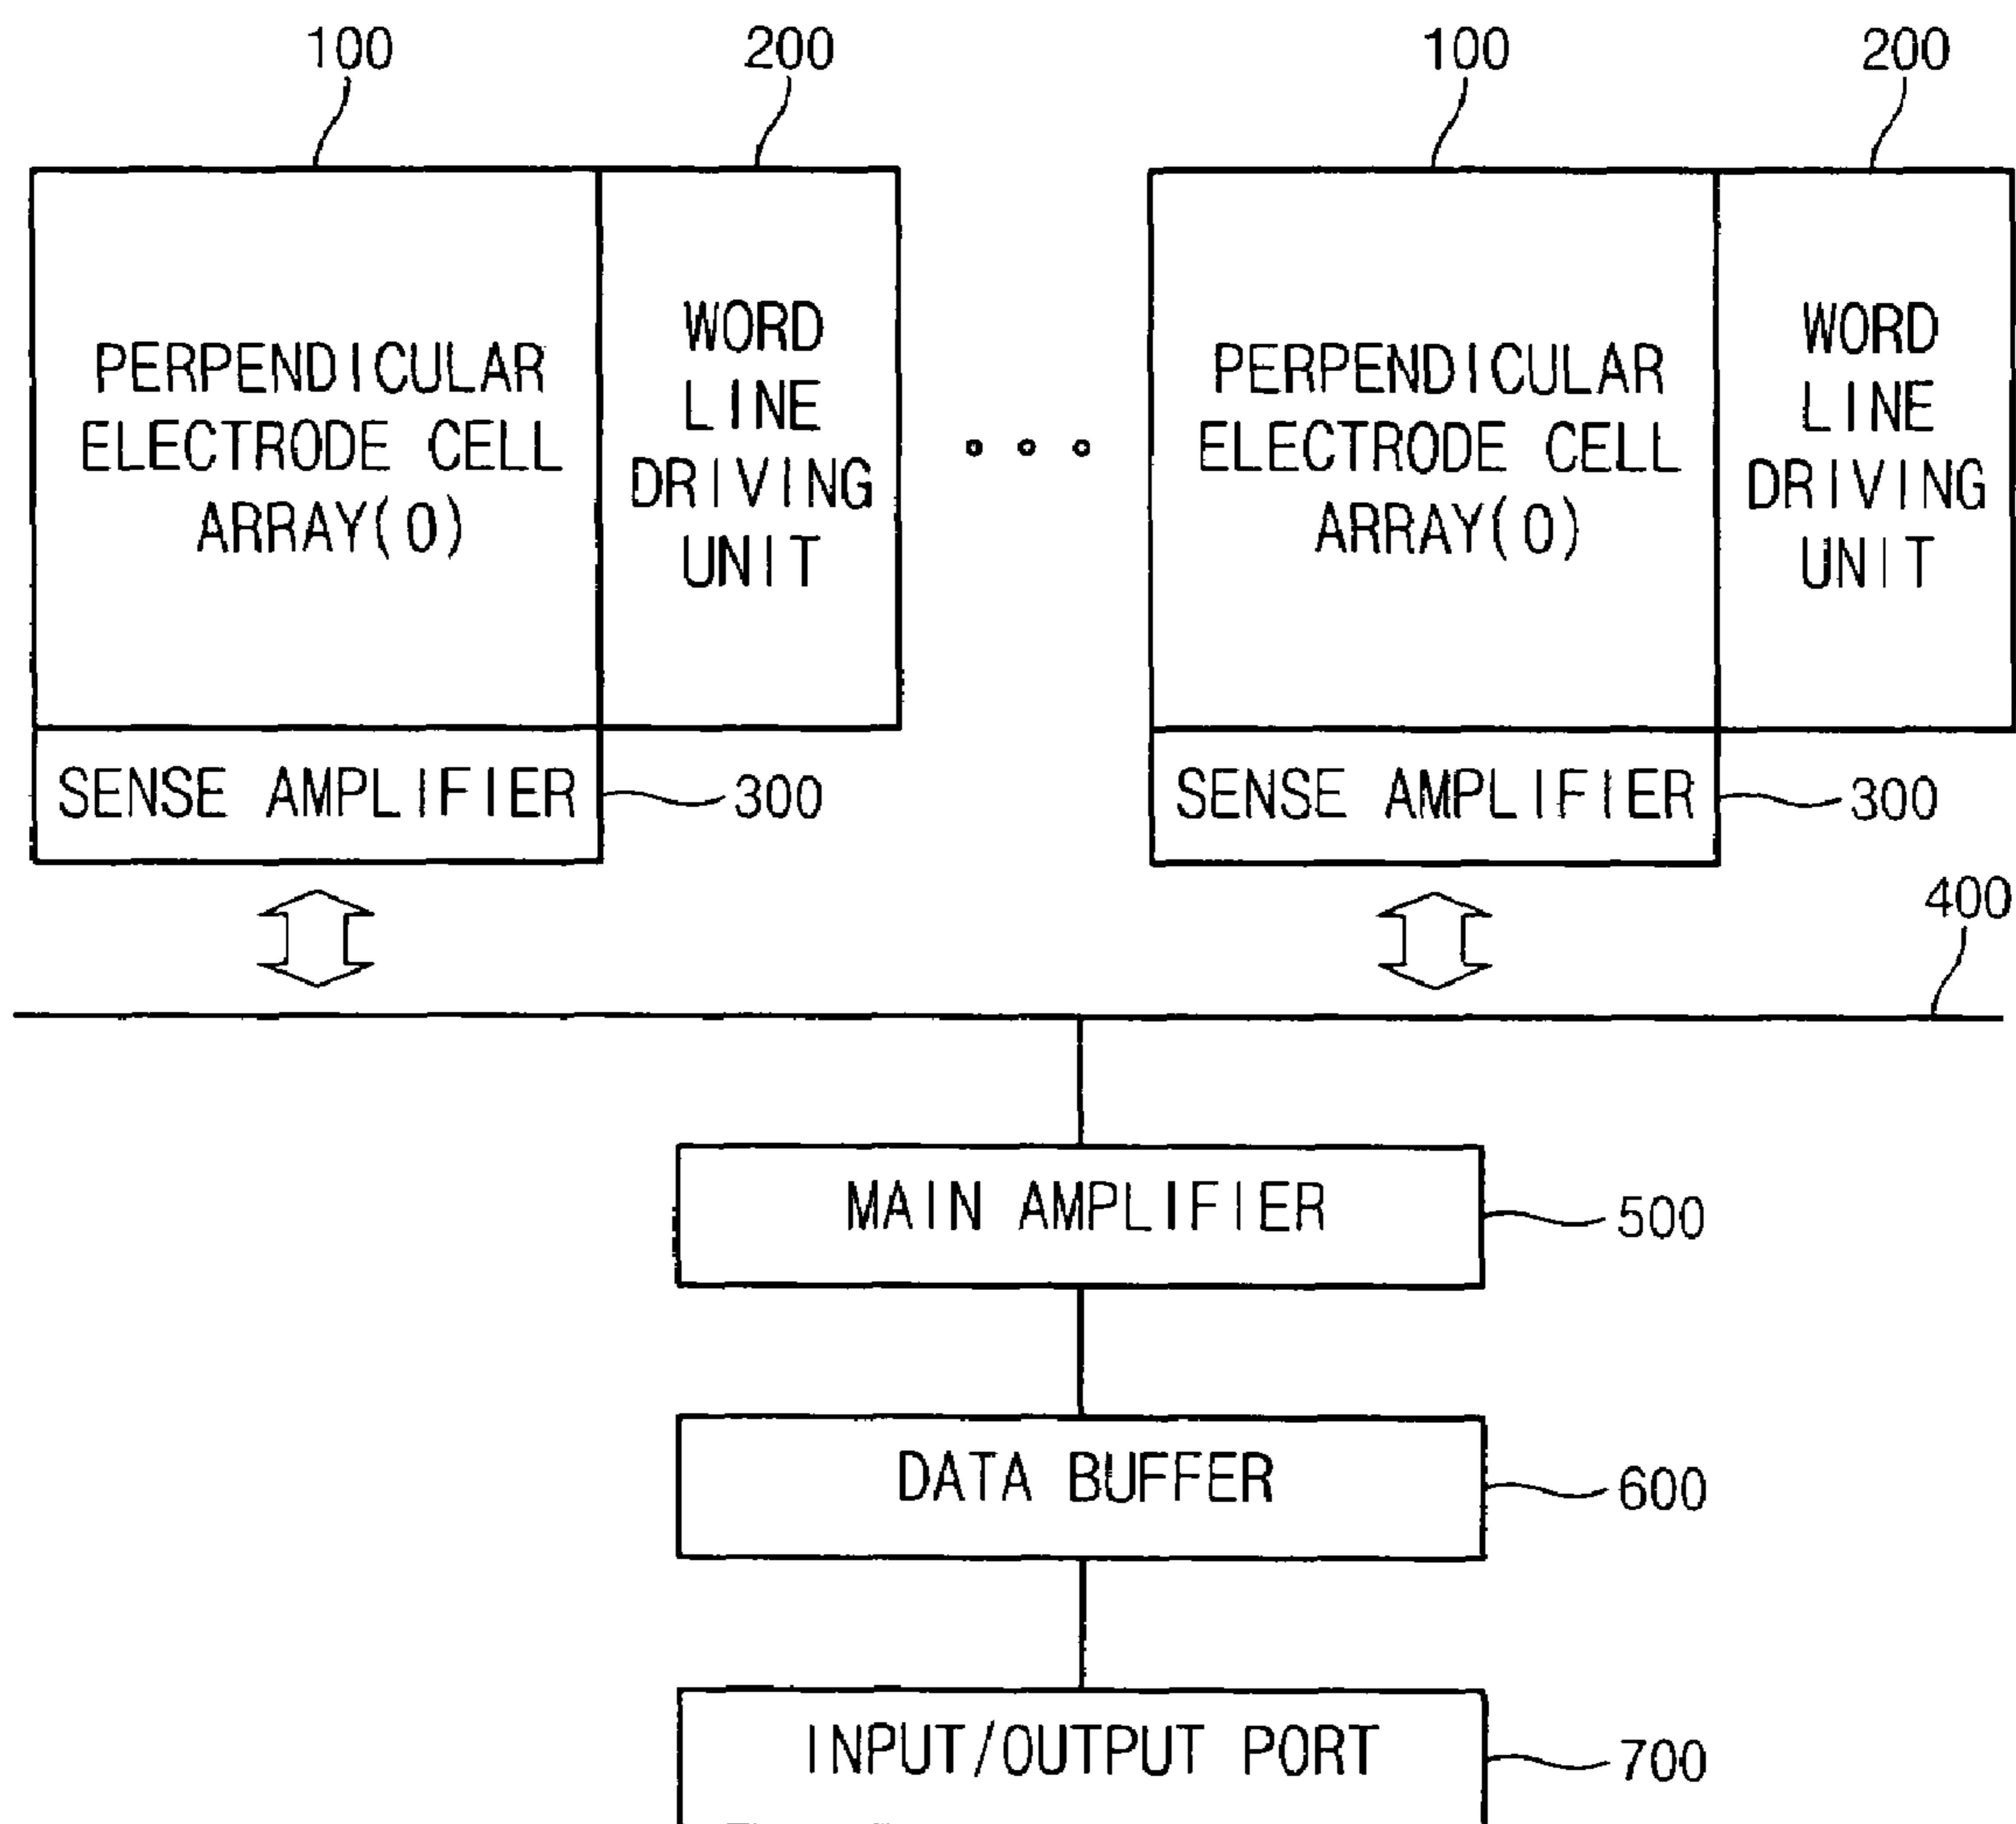 100
200
100
200
PERPENDICULAR
ELECTRODE CELL
ARRAY(0)
WORD
LINE
DRIVING
UNIT
PERPENDICULAR
ELECTRODE CELL
ARRAY(0)
WORD
LINE
DRIVING
UNIT
SENSE AMPLIFIER
300
SENSE AMPLIFIER
300
400
MAIN AMPLIFIER
500
DATA BUFFER
600
INPUT/OUTPUT PORT
700